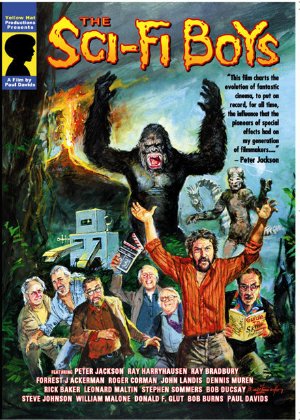 Yellow Hat
Productions
Presents
A Film by
Paul Davids
THE
SCI-FI BOYS
"This film charts the
evolution of fantastic
cinema, to put on
record, for all time,
the influence that the
pioneers of special
effects had on
my generation
of filmmakers...."
– Peter Jackson
FEATURING PETER JACKSON RAY HARRYHAUSEN RAY BRADBURY
FORREST J ACKERMAN ROGER CORMAN JOHN LANDIS DENNIS MUREN
RICK BAKER LEONARD MALTIN STEPHEN SOMMERS BOB DUCSAY
STEVE JOHNSON WILLIAM MALONE DONALD F. GLUT BOB BURNS PAUL DAVIDS